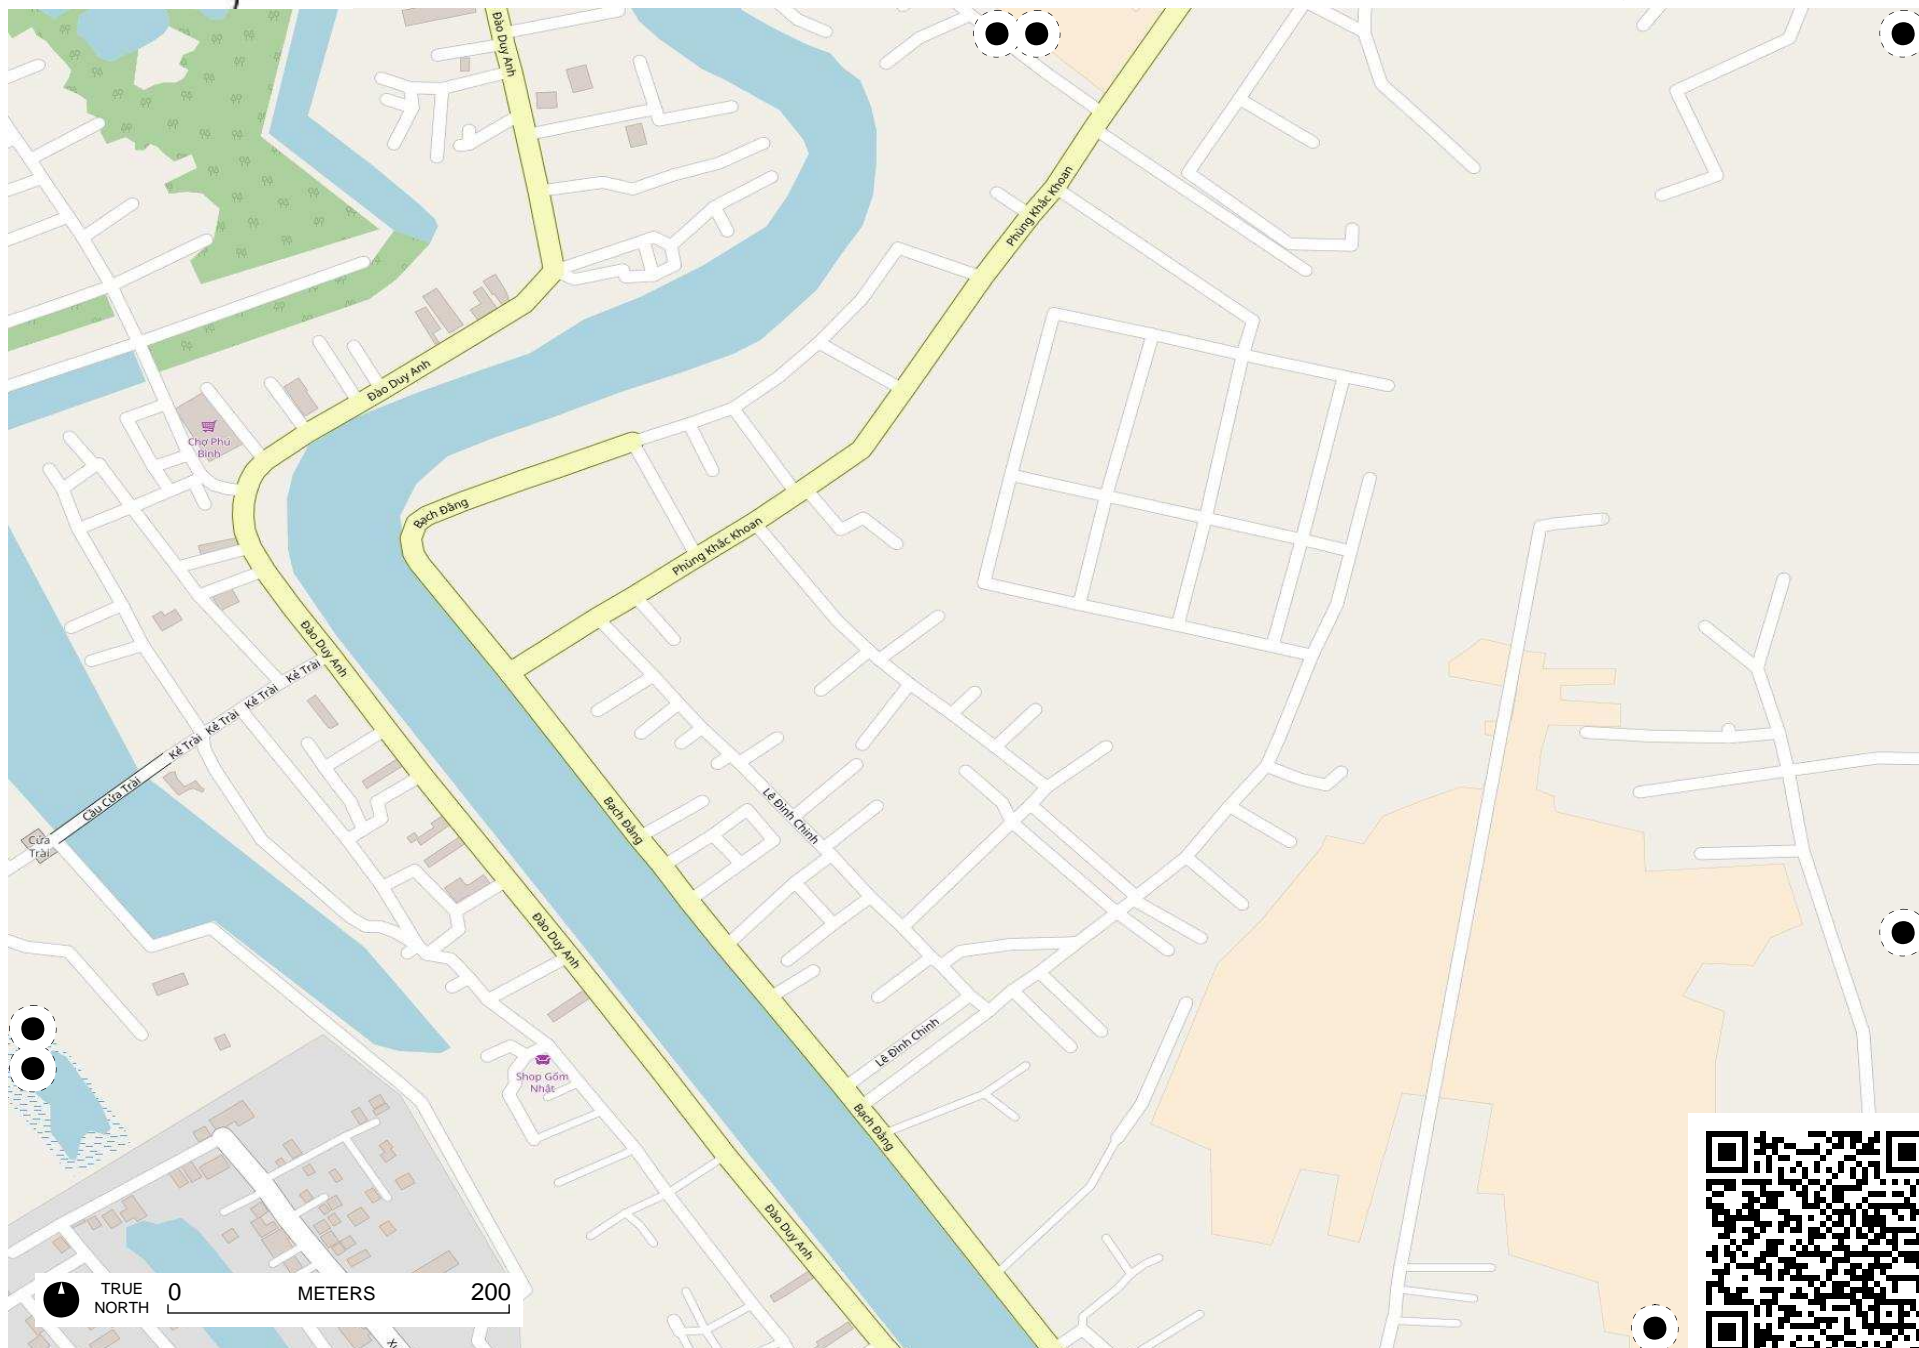 Đào Duy Anh
Phùng Khắc Khoan
Đào Duy Anh
Chợ Phú
Bình
Bạch Đằng
Phùng Khắc Khoan
Đào Duy Anh
Kẻ Trài
Kẻ Trài
Kẻ Trài
Kẻ Trài
Cầu Cửa Trài
Cửa
Trài
Bạch Đằng
Lê Đình Chinh
Đào Duy Anh
Lê Đình Chinh
Shop Gốm
Nhật
Bạch Đằng
Đào Duy Anh
TRUE
NORTH
0 METERS 200